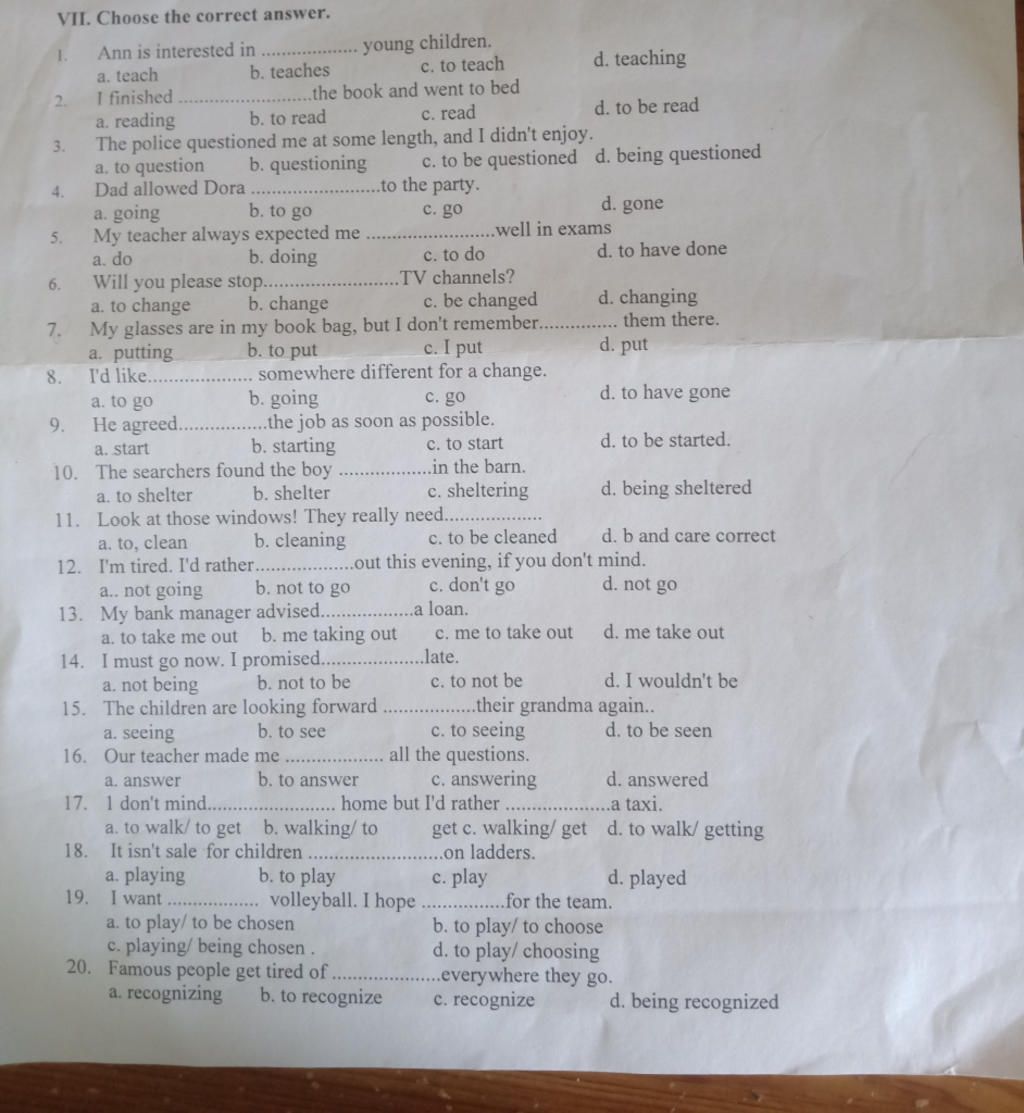 VII. Choose the correct answer.
1. Ann is interested in ................... young children.
a. teach b. teaches c. to teach d. teaching
2. I finished ..........................the book and went to bed
a. reading b. to read c. read d. to be read
3. The police questioned me at some length, and I didn't enjoy.
a. to question b. questioning c. to be questioned d. being questioned
4. Dad allowed Dora .........................to the party.
a. going b. to go c. go d. gone
5. My teacher always expected me .........................well in exams
a. do b. doing c. to do d. to have done
6. Will you please stop..........................TV channels?
a. to change b. change c. be changed d. changing
7. My glasses are in my book bag, but I don't remember............... them there.
a. putting b. to put c. I put d. put
8. I'd like.................... somewhere different for a change.
a. to go b. going c. go d. to have gone
9. He agreed.................the job as soon as possible.
a. start b. starting c. to start d. to be started.
10. The searchers found the boy ..................in the barn.
a. to shelter b. shelter c. sheltering d. being sheltered
11. Look at those windows! They really need...................
a. to, clean b. cleaning c. to be cleaned d. b and care correct
12. I'm tired. I'd rather...................out this evening, if you don't mind.
a.. not going b. not to go c. don't go d. not go
13. My bank manager advised..................a loan.
a. to take me out b. me taking out c. me to take out d. me take out
14. I must go now. I promised....................late.
a. not being b. not to be c. to not be d. I wouldn't be
15. The children are looking forward ..................their grandma again..
a. seeing b. to see c. to seeing d. to be seen
16. Our teacher made me ................... all the questions.
a. answer b. to answer c. answering d. answered
17. 1 don't mind......................... home but I'd rather ....................a taxi.
a. to walk/ to get b. walking/ to get c. walking/ get d. to walk/ getting
18. It isn't sale for children ..........................on ladders.
a. playing b. to play c. play d. played
19. I want .................. volleyball. I hope ................for the team.
a. to play/ to be chosen b. to play/ to choose
c. playing/ being chosen . d. to play/ choosing
20. Famous people get tired of .....................everywhere they go.
a. recognizing b. to recognize c. recognize d. being recognized